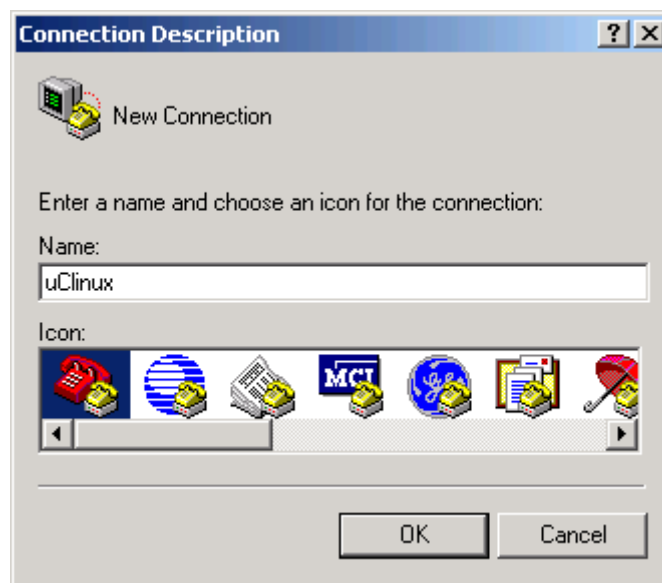 Connection Description
New Connection
Enter a name and choose an icon for the connection:
Name:
uClinux
Icon:
MCI
OK Cancel